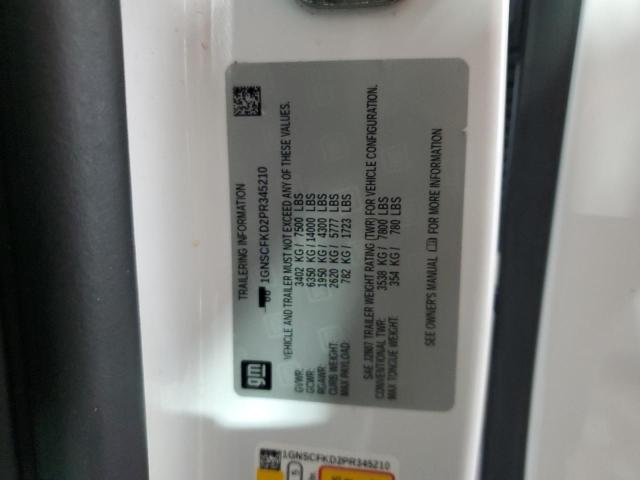 TRAILERING INFORMATION
1GNSCFKD2PR345210
VEHICLE AND TRAILER MUST NOT EXCEED ANY OF THESE VALUES.
GVWR: 3402 KG / 7500 LBS
GCWR: 6350 KG / 14000 LBS
RGAWR: 1950 KG / 4300 LBS
CURB WEIGHT: 2620 KG / 5777 LBS
MAX PAYLOAD: 782 KG / 1723 LBS
SAE J2807 TRAILER WEIGHT RATING (TWR) FOR VEHICLE CONFIGURATION.
CONVENTIONAL TWR: 3538 KG / 7800 LBS
MAX TONGUE WEIGHT: 354 KG / 780 LBS
SEE OWNER'S MANUAL FOR MORE INFORMATION
gm
1GNSCFKD2PR345210
5